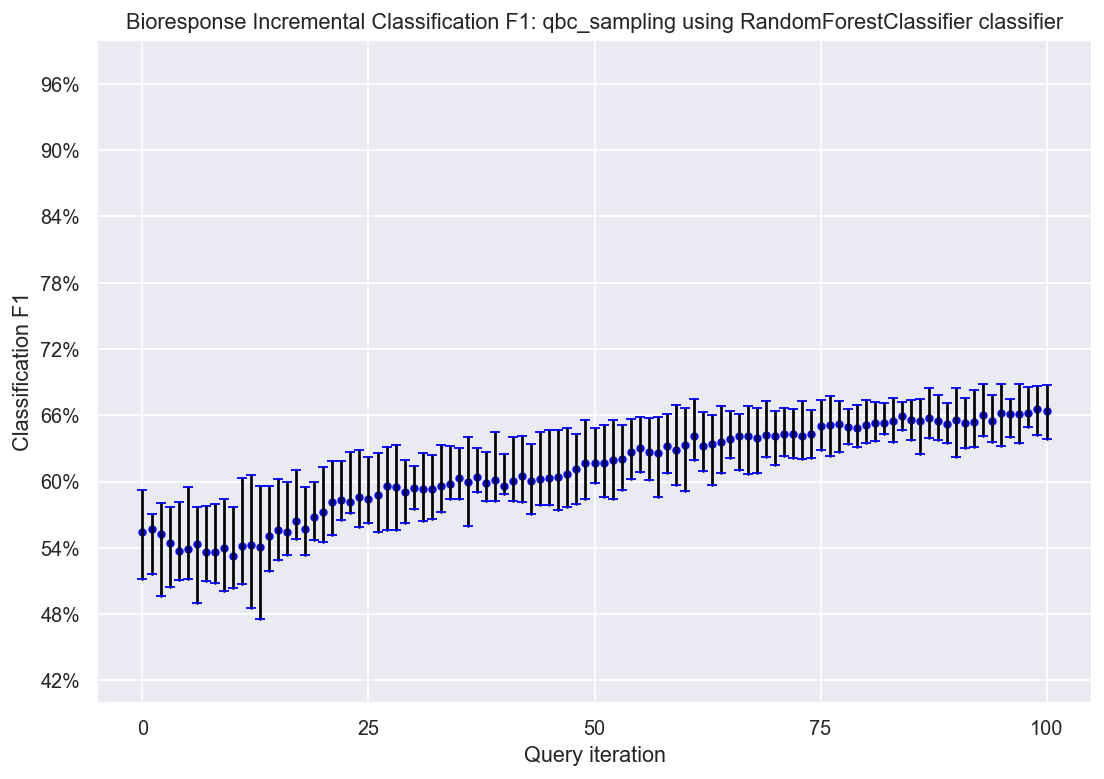 Bioresponse Incremental Classification F1: qbc_sampling using RandomForestClassifier classifier
96%
90%
84%
78%
72%
66%
60%
54%
48%
42%
Classification F1
0 25 50 75 100
Query iteration